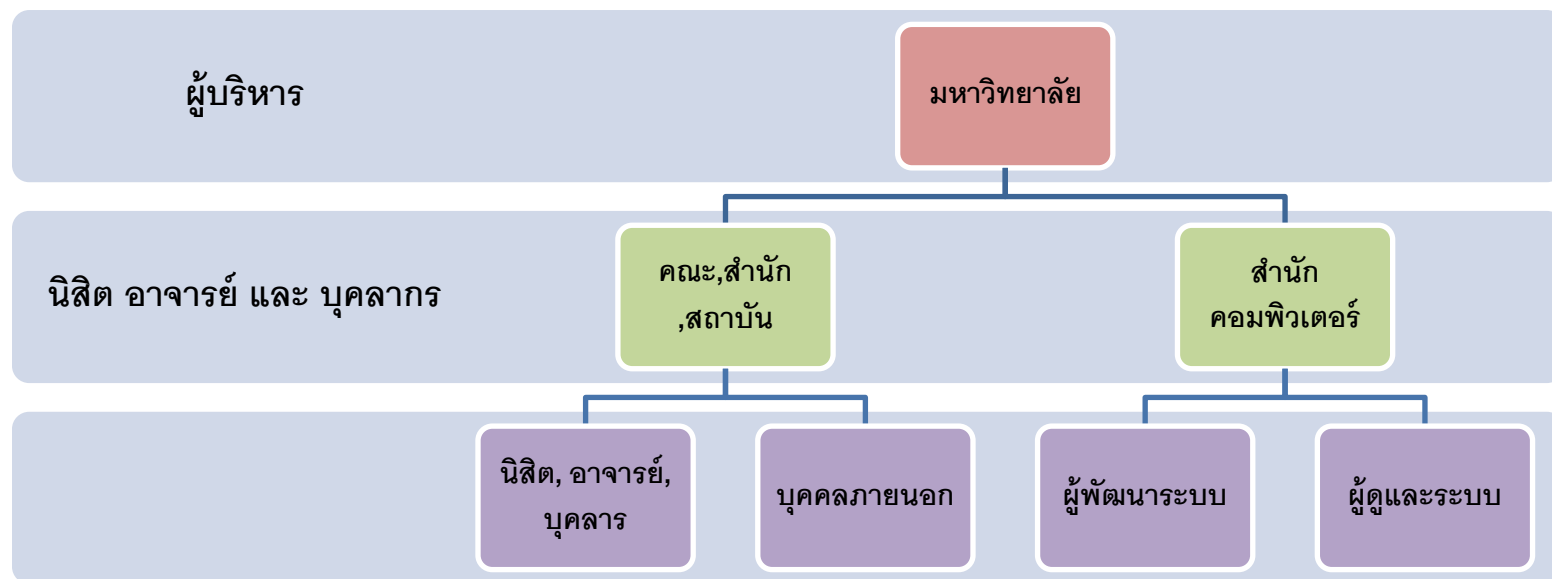 ผู้บริหาร
มหาวิทยาลัย
นิสิต อาจารย์ และ บุคลากร
คณะ,สำนัก
,สถาบัน
สำนัก
คอมพิวเตอร์
นิสิต, อาจารย์,
บุคลาร
บุคคลภายนอก
ผู้พัฒนาระบบ
ผู้ดูและระบบ